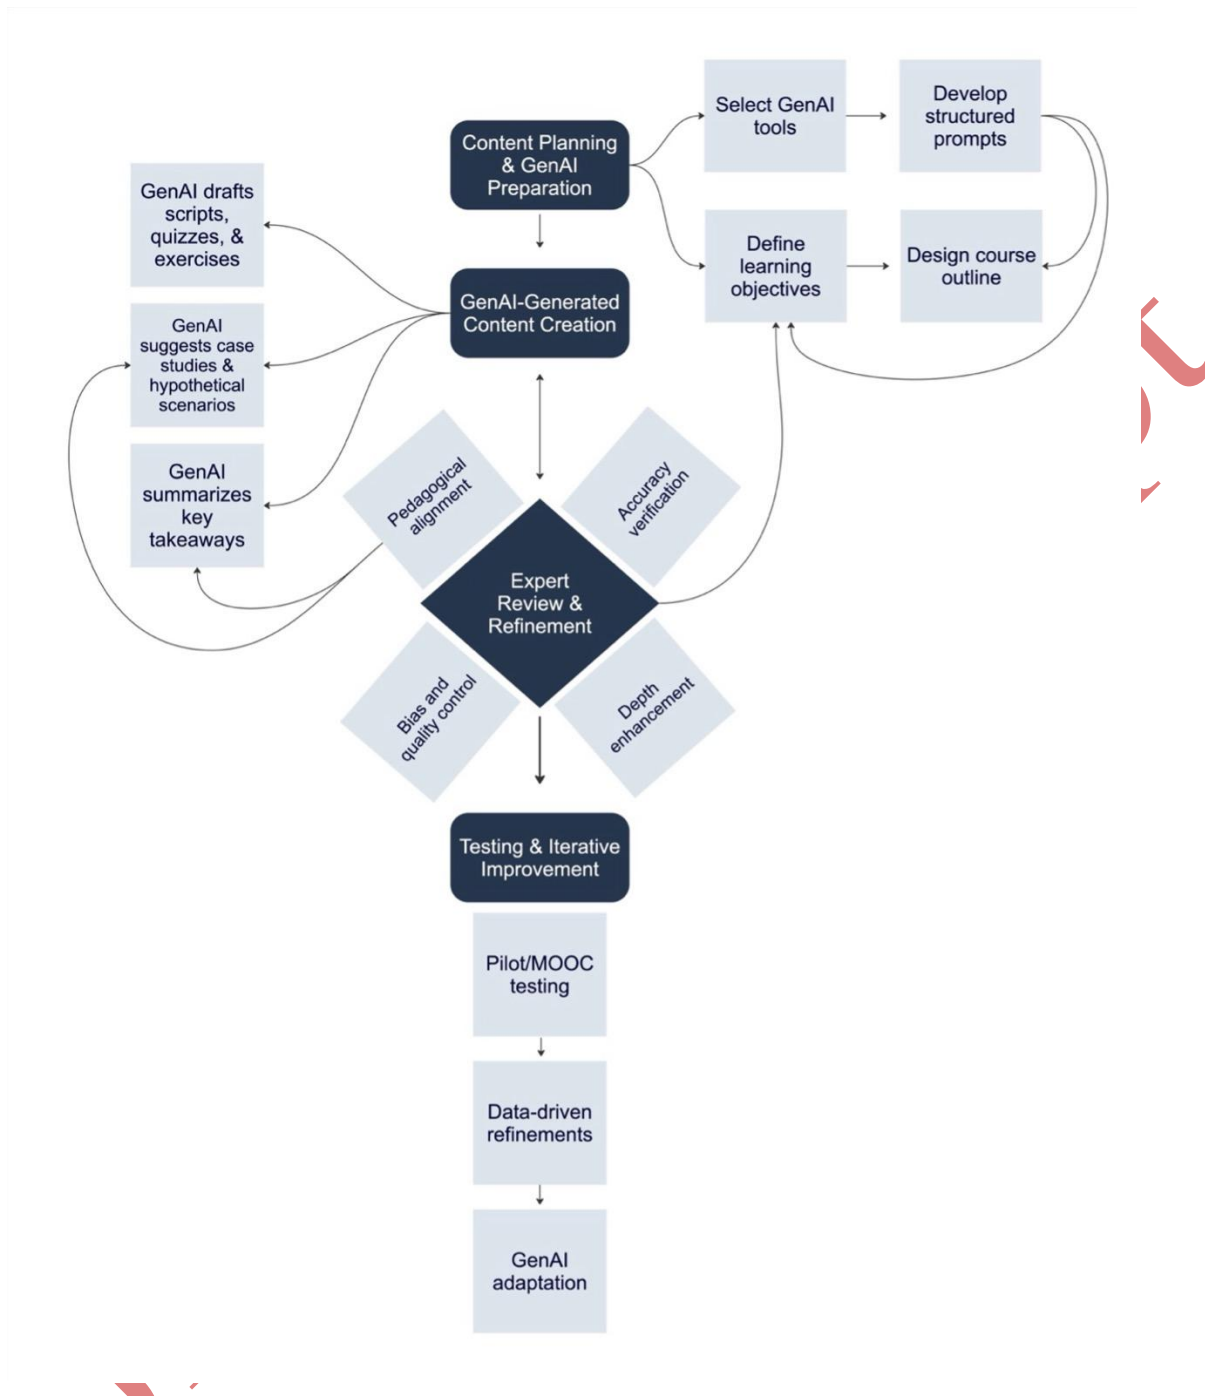 Content Planning
& GenAI
Preparation
Select GenAI
tools
Develop
structured
prompts
Define
learning
objectives
Design course
outline
GenAI-Generated
Content Creation
GenAI drafts
scripts,
quizzes, &
exercises
GenAI
suggests case
studies &
hypothetical
scenarios
GenAI
summarizes
key
takeaways
Pedagogical
alignment
Accuracy
verification
Expert
Review &
Refinement
Bias and
quality control
Depth
enhancement
Testing & Iterative
Improvement
Pilot/MOOC
testing
Data-driven
refinements
GenAI
adaptation